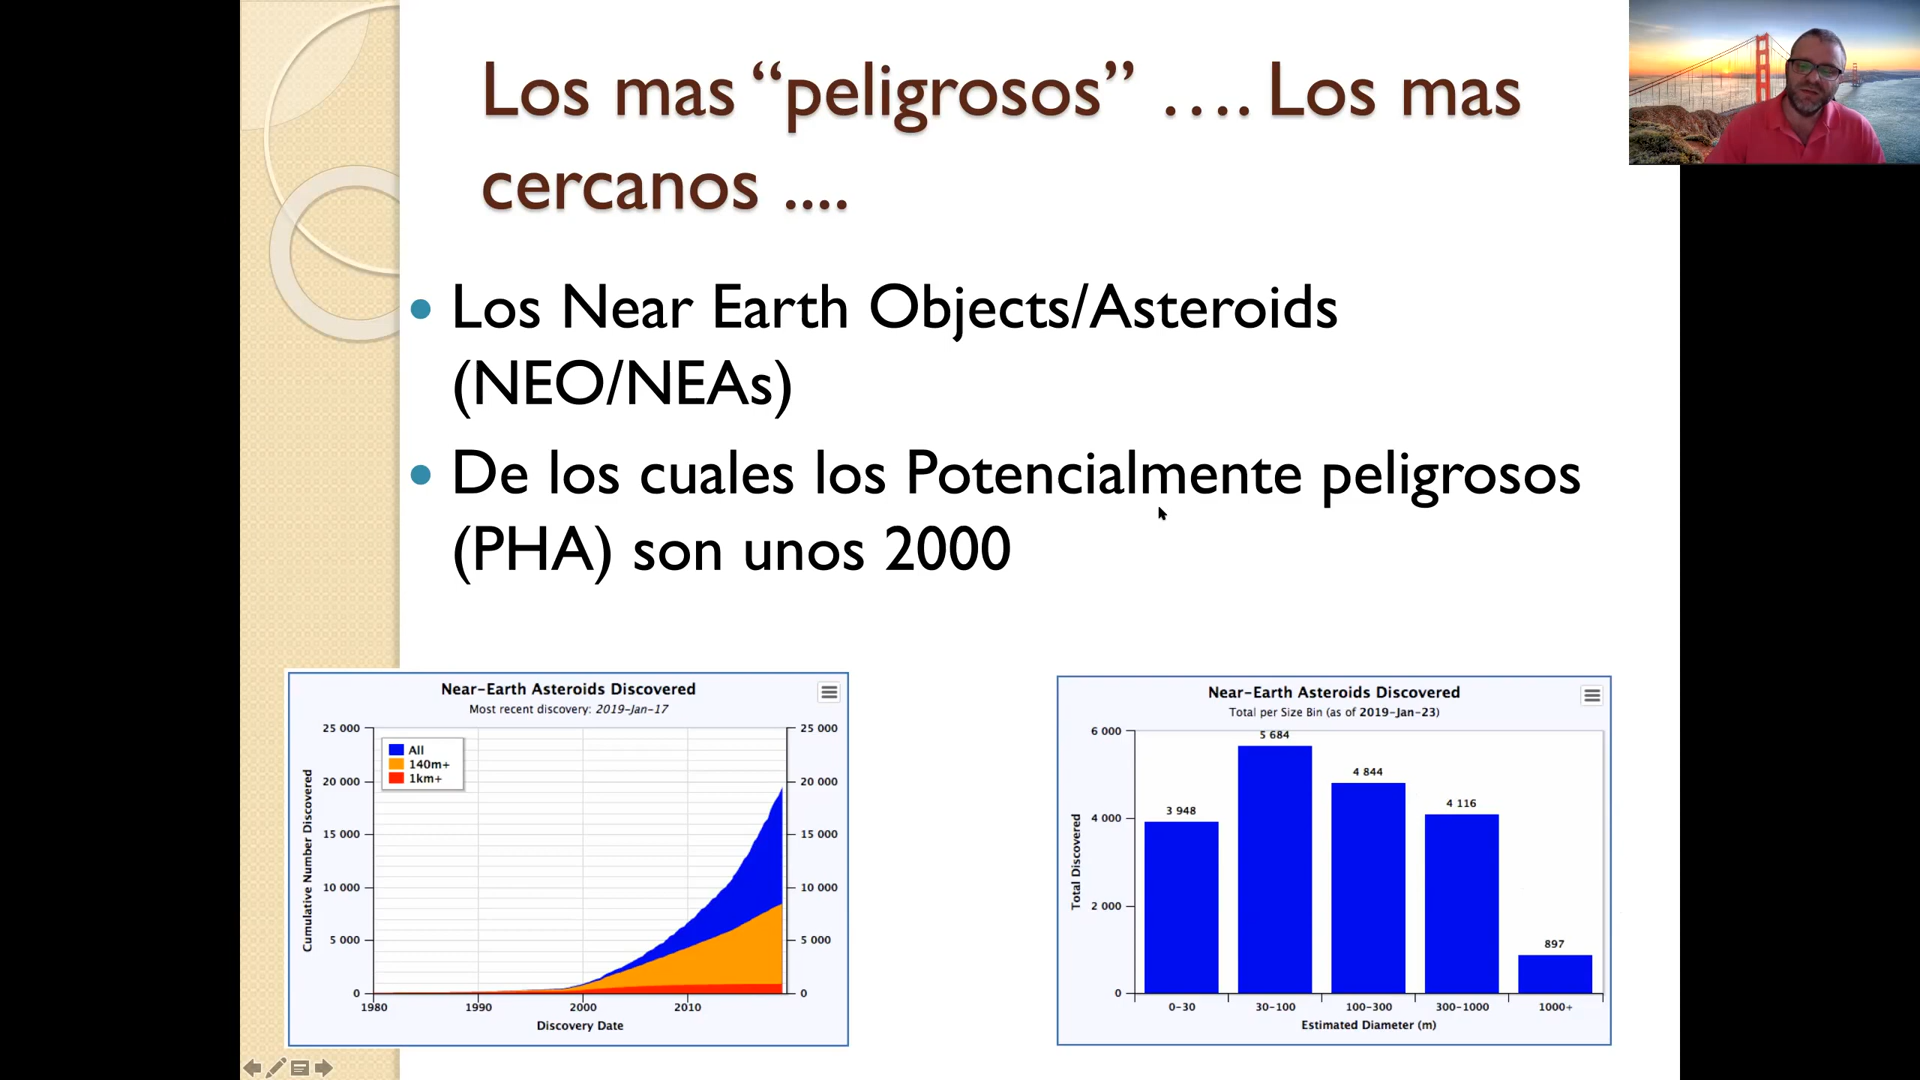 Los mas “peligrosos” …. Los mas
cercanos ....
Los Near Earth Objects/Asteroids
(NEO/NEAs)
De los cuales los Potencialmente peligrosos
(PHA) son unos 2000
Near-Earth Asteroids Discovered
Most recent discovery: 2019-Jan-17
25 000
20 000
15 000
10 000
5 000
0
Cumulative Number Discovered
All
140m+
1km+
25 000
20 000
15 000
10 000
5 000
0
1980 1990 2000 2010
Discovery Date
Near-Earth Asteroids Discovered
Total per Size Bin (as of 2019-Jan-23)
6 000
4 000
2 000
0
Total Discovered
3 948
5 684
4 844
4 116
897
0-30 30-100 100-300 300-1000 1000+
Estimated Diameter (m)